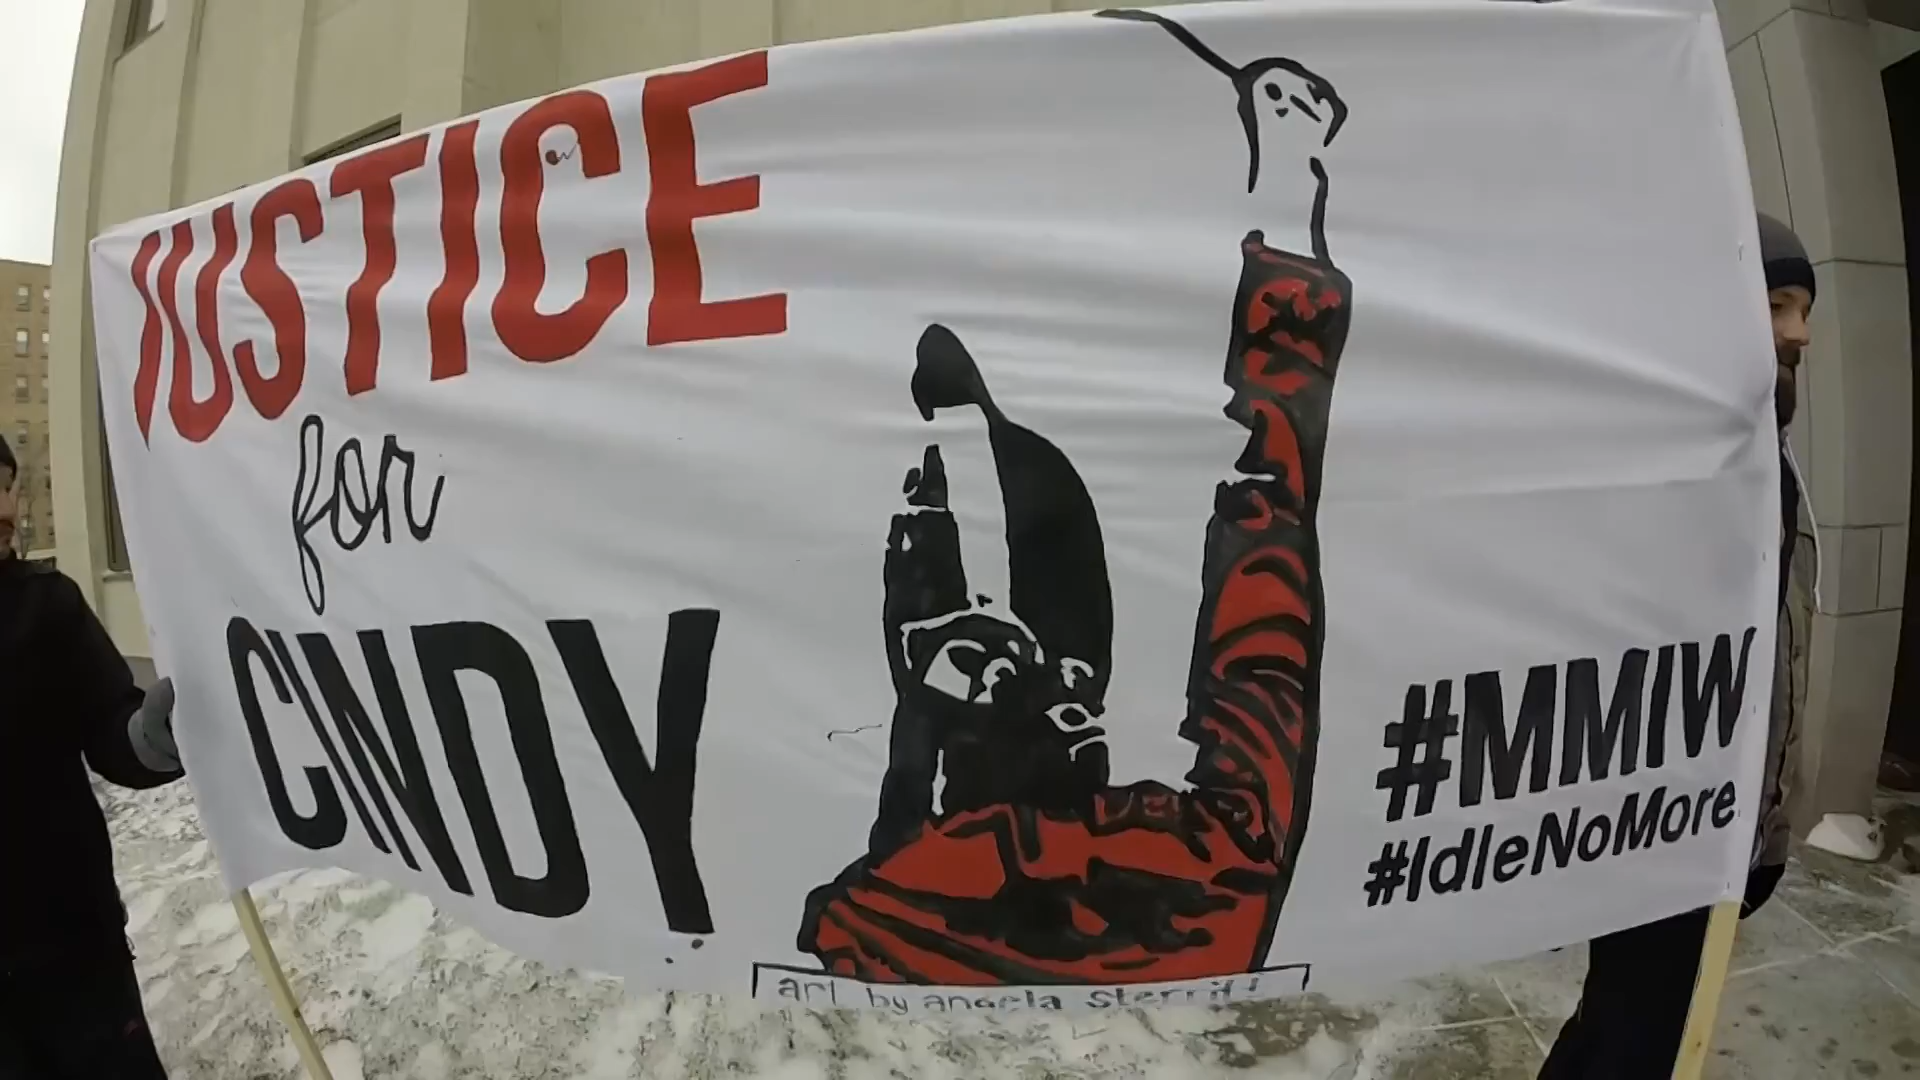 JUSTICE
for
CINDY
#MMIW
#IdleNoMore
art by angela sterritt